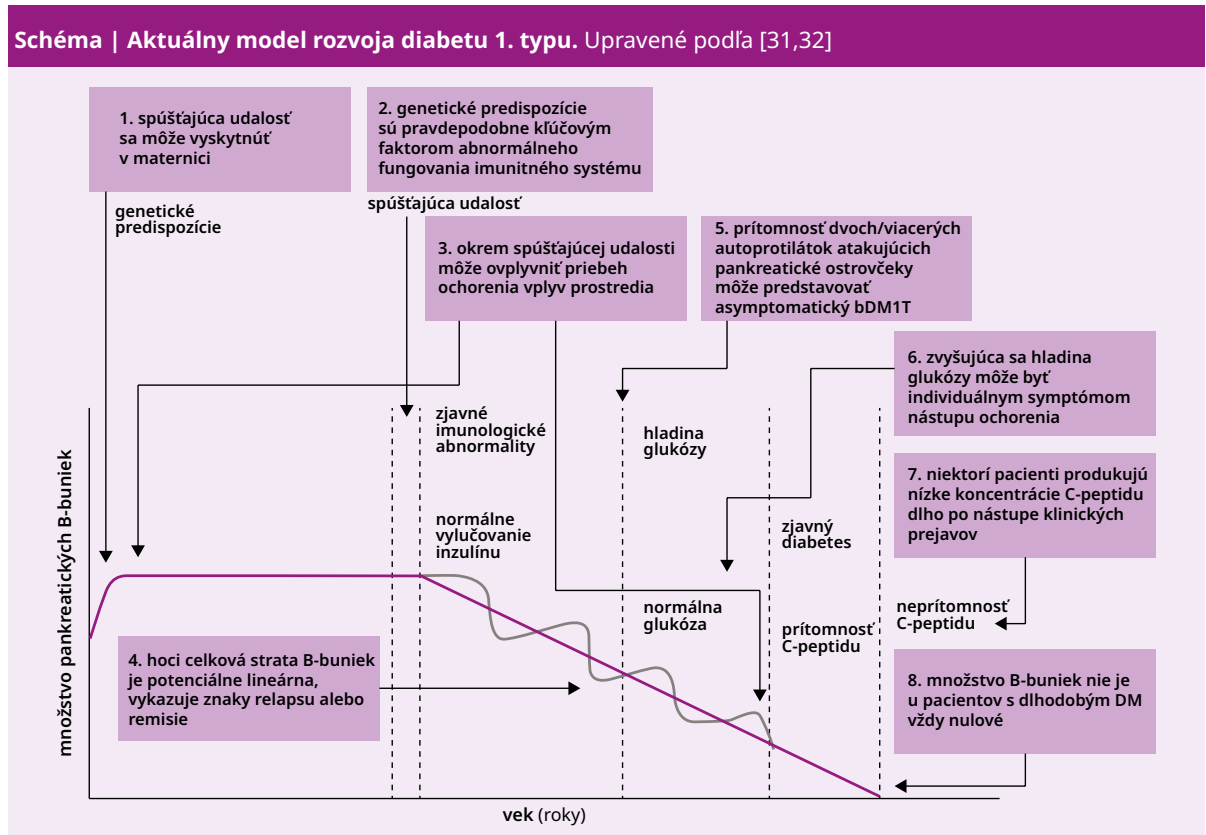 Schéma | Aktuálny model rozvoja diabetu 1. typu. Upravené podľa [31,32]
1. spúšťajúca udalosť
sa môže vyskytnúť
v maternici
2. genetické predispozície
sú pravdepodobne kľúčovým
faktorom abnormálneho
fungovania imunitného systému
genetické
predispozície
spúšťajúca udalosť
3. okrem spúšťajúcej udalosti
môže ovplyvniť priebeh
ochorenia vplyv prostredia
5. prítomnosť dvoch/viacerých
autoprotilátok atakujúcich
pankreatické ostrovčeky
môže predstavovať
asymptomatický bDM1T
6. zvyšujúca sa hladina
glukózy môže byť
individuálnym symptómom
nástupu ochorenia
zjavné
imunologické
abnormality
hladina
glukózy
7. niektorí pacienti produkujú
nízke koncentrácie C-peptidu
dlho po nástupe klinických
prejavov
normálne
vylučovanie
inzulínu
zjavný
diabetes
normálna
glukóza
prítomnosť
C-peptidu
neprítomnosť
C-peptidu
4. hoci celková strata B-buniek
je potenciálne lineárna,
vykazuje znaky relapsu alebo
remisie
8. množstvo B-buniek nie je
u pacientov s dlhodobým DM
vždy nulové
množstvo pankreatických B-buniek
vek (roky)